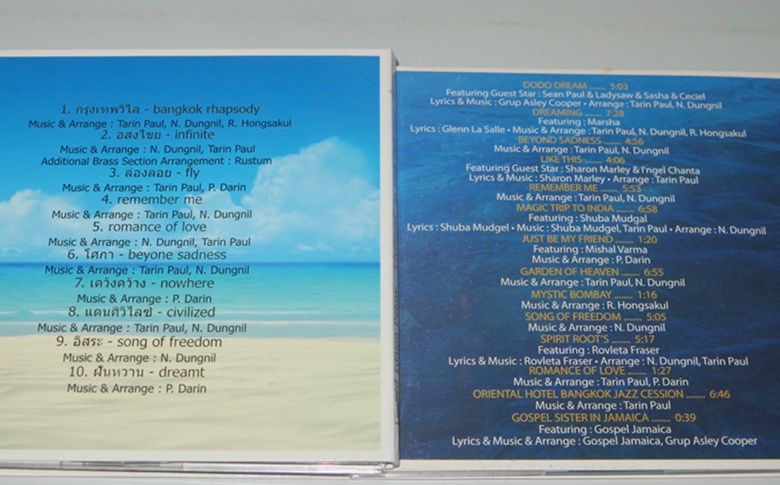 1. กรุงเทพวิไล - bangkok rhapsody
Music & Arrange : Tarin Paul, N. Dungnil, R. Hongsakul
2. อสงไขย - infinite
Music & Arrange : N. Dungnil, Tarin Paul
Additional Brass Section Arrangement : Rustum
3. ล่องลอย - fly
Music & Arrange : Tarin Paul, P. Darin
4. remember me
Music & Arrange : Tarin Paul, N. Dungnil
5. romance of love
Music & Arrange : N. Dungnil, Tarin Paul
6. โศกา - beyone sadness
Music & Arrange : Tarin Paul, N. Dungnil
7. เคว้งคว้าง - nowhere
Music & Arrange : P. Darin
8. แดนศิวิไลซ์ - civilized
Music & Arrange : Tarin Paul, N. Dungnil
9. อิสระ - song of freedom
Music & Arrange : N. Dungnil
10. ฝันหวาน - dreamt
Music & Arrange : P. Darin
DODO DREAM ........ 5:03
Featuring Guest Star : Sean Paul & Ladysaw & Sasha & Ceciel
Lyrics & Music : Grup Asley Cooper • Arrange : Tarin Paul, N. Dungnil
DREAMING ........ 7:28
Featuring : Marsha
Lyrics : Glenn La Salle • Music & Arrange : Tarin Paul, N. Dungnil, R. Hongsakul
BEYOND SADNESS ........ 4:56
Music & Arrange : Tarin Paul, N. Dungnil
LIKE THIS ........ 4:06
Featuring Guest Star : Sharon Marley & Fngel Chanta
Lyrics & Music : Sharon Marley • Arrange : Tarin Paul
REMEMBER ME ........ 5:53
Music & Arrange : Tarin Paul, N. Dungnil
MAGIC TRIP TO INDIA ........ 6:58
Featuring : Shuba Mudgal
Lyrics : Shuba Mudgel • Music : Shuba Mudgel, Tarin Paul • Arrange : N. Dungnil
JUST BE MY FRIEND ........ 1:20
Featuring : Mishal Varma
Music & Arrange : P. Darin
GARDEN OF HEAVEN ........ 6:55
Music & Arrange : Tarin Paul, N. Dungnil
MYSTIC BOMBAY ........ 1:16
Music & Arrange : R. Hongsakul
SONG OF FREEDOM ........ 5:05
Music & Arrange : N. Dungnil
SPIRIT ROOT'S ........ 5:17
Featuring : Rovleta Fraser
Lyrics & Music : Rovleta Fraser • Arrange : N. Dungnil, Tarin Paul
ROMANCE OF LOVE ........ 1:27
Music & Arrange : Tarin Paul, P. Darin
ORIENTAL HOTEL BANGKOK JAZZ CESSION ........ 6:46
Music & Arrange : Tarin Paul
GOSPEL SISTER IN JAMAICA ........ 0:39
Featuring : Gospel Jamaica
Lyrics & Music & Arrange : Gospel Jamaica, Grup Asley Cooper